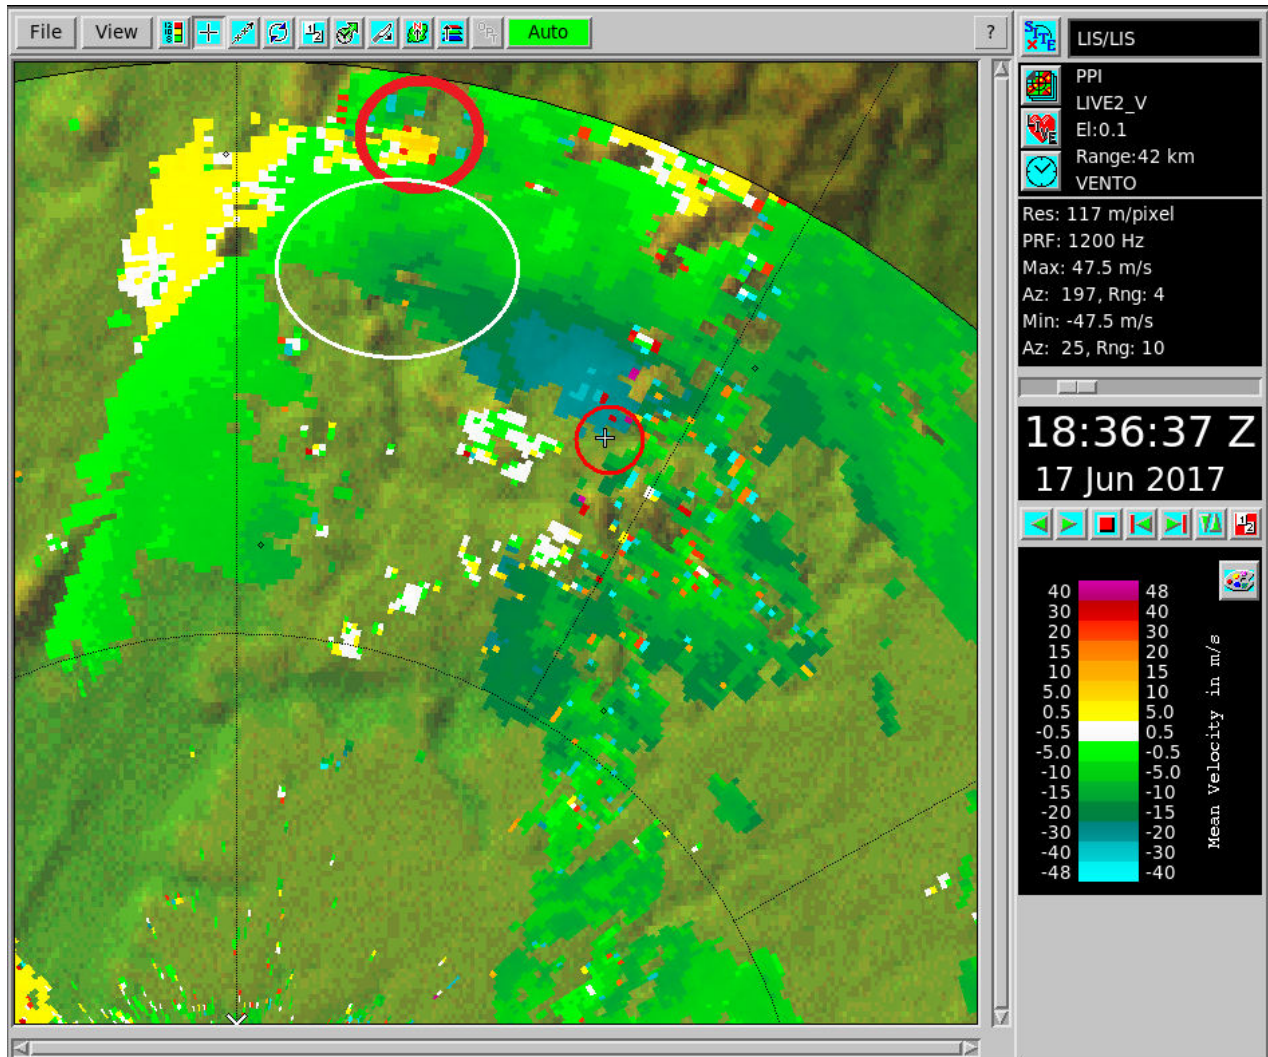 File View Auto ?
SITE
LIS/LIS
PPI
LIVE2_V
El:0.1
Range:42 km
VENTO
Res: 117 m/pixel
PRF: 1200 Hz
Max: 47.5 m/s
Az: 197, Rng: 4
Min: -47.5 m/s
Az: 25, Rng: 10
18:36:37 Z
17 Jun 2017
40 48
30 40
20 30
15 20
10 15
5.0 10
0.5 5.0
-0.5 0.5
-5.0 -0.5
-10 -5.0
-15 -10
-20 -15
-30 -20
-40 -30
-48 -40
Mean Velocity in m/s